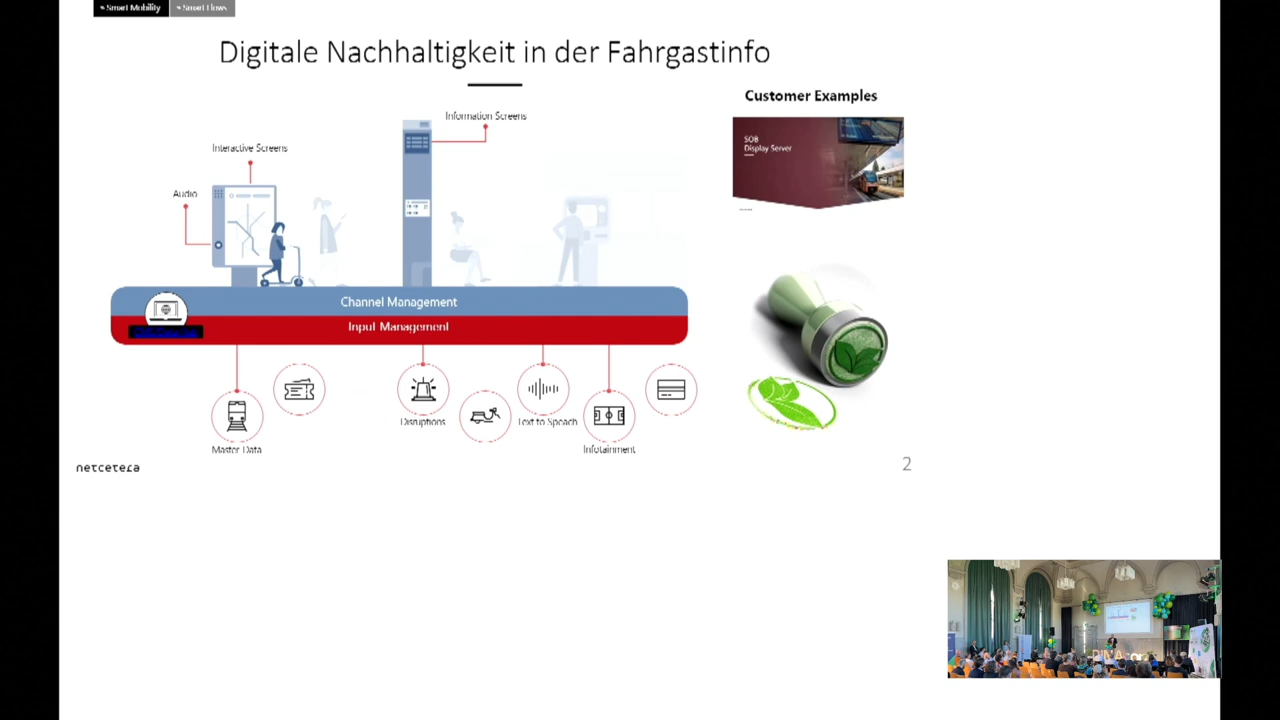 Smart Mobility
Smart Flows
Digitale Nachhaltigkeit in der Fahrgastinfo
Customer Examples
Information Screens
Interactive Screens
Audio
SOB
Display Server
Channel Management
Input Management
Disruptions
Text to Speach
Master Data
Infotainment
netcetera
2